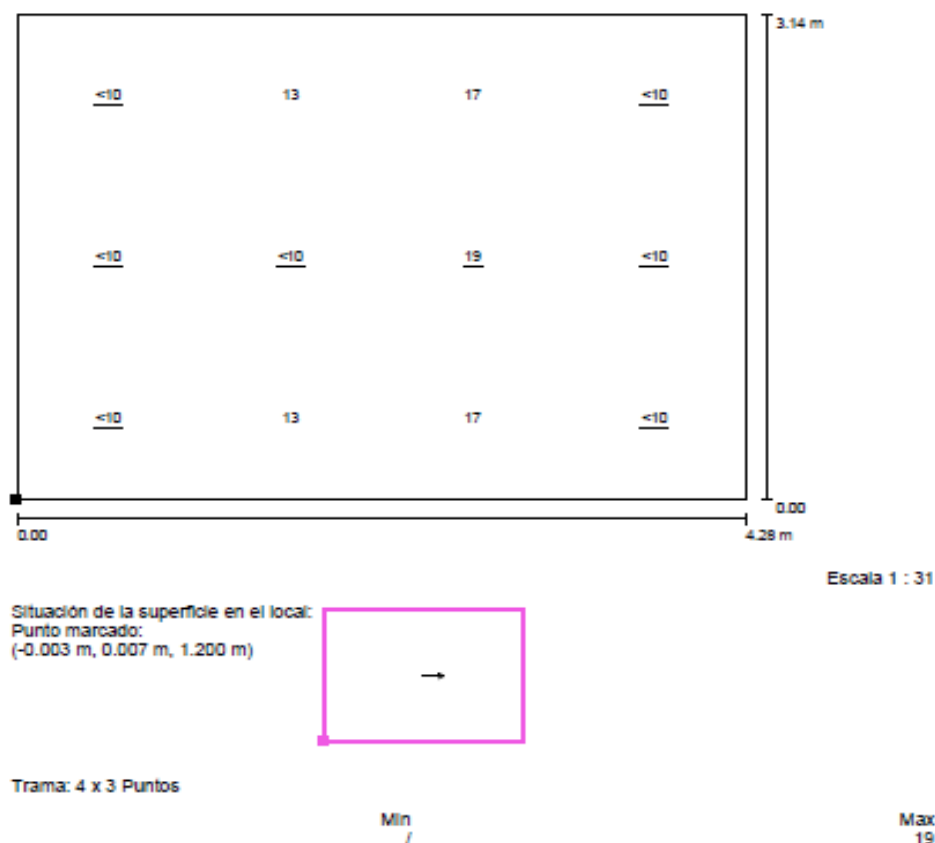 3.14 m
<10 13 17 <10
<10 <10 19 <10
<10 13 17 <10
0.00
0.00 4.28 m
Escala 1 : 31
Situación de la superficie en el local:
Punto marcado:
(-0.003 m, 0.007 m, 1.200 m)
Trama: 4 x 3 Puntos
Min Max
/ 19